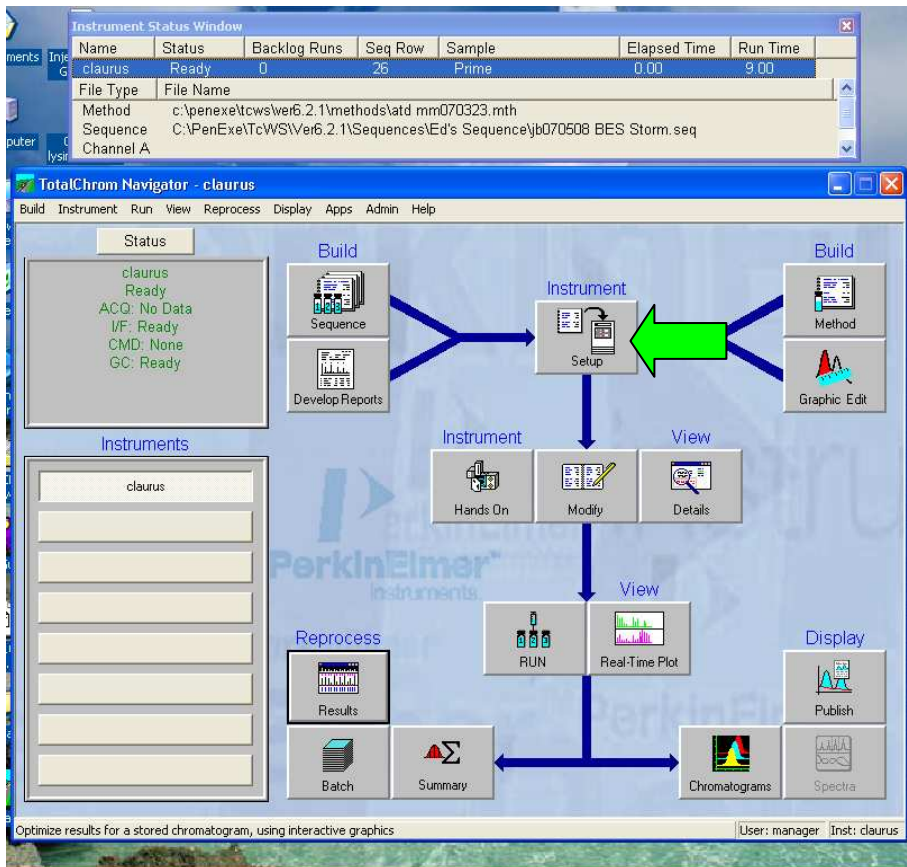 Instrument Status Window
Name Status Backlog Runs Seq Row Sample Elapsed Time Run Time
claurus Ready 0 26 Prime 0.00 9.00
File Type File Name
Method c:\penexe\tcws\ver6.2.1\methods\atd mm070323.mth
Sequence C:\PenExe\TcWS\Ver6.2.1\Sequences\Ed's Sequence\jb070508 BES Storm.seq
Channel A
ments Inje
G
puter
lysir
TotalChrom Navigator - claurus
Build Instrument Run View Reprocess Display Apps Admin Help
Status
claurus
Ready
ACQ: No Data
I/F: Ready
CMD: None
GC: Ready
Instruments
claurus
Build
Sequence
Develop Reports
Instrument
Setup
Build
Method
Graphic Edit
Instrument
Hands On
Modify
View
Details
PerkinElmer
instruments.
RUN
View
Real-Time Plot
Reprocess
Results
Batch
Summary
Display
Publish
Chromatograms
Spectra
Optimize results for a stored chromatogram, using interactive graphics
User: manager Inst: claurus